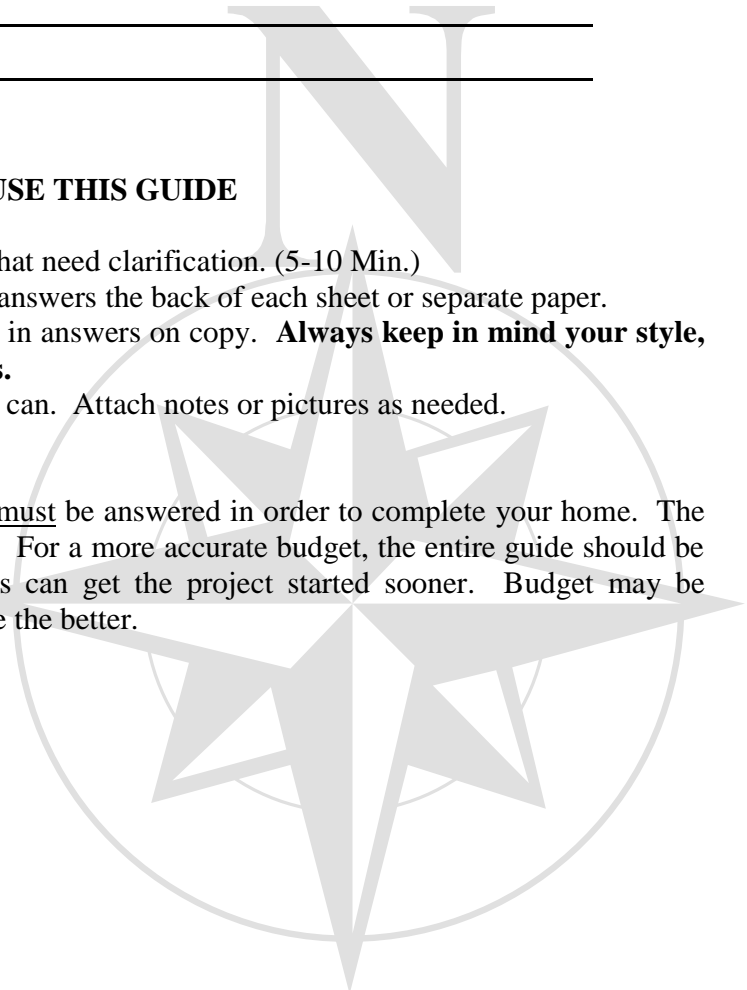 N
USE THIS GUIDE
hat need clarification. (5-10 Min.)
answers the back of each sheet or separate paper.
in answers on copy. Always keep in mind your style,
s.
can. Attach notes or pictures as needed.
must be answered in order to complete your home. The
For a more accurate budget, the entire guide should be
s can get the project started sooner. Budget may be
e the better.